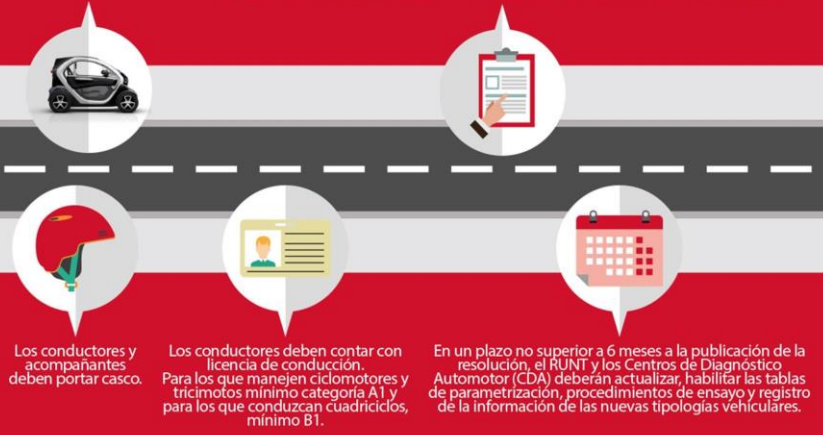 Los conductores y
acompañantes
deben portar casco.
Los conductores deben contar con
licencia de conducción.
Para los que manejen ciclomotores y
tricimotos mínimo categoría A1 y
para los que conduzcan cuadriciclos,
mínimo B1.
En un plazo no superior a 6 meses a la publicación de la
resolución, el RUNT y los Centros de Diagnóstico
Automotor (CDA) deberán actualizar, habilitar las tablas
de parametrización, procedimientos de ensayo y registro
de la información de las nuevas tipologías vehiculares.